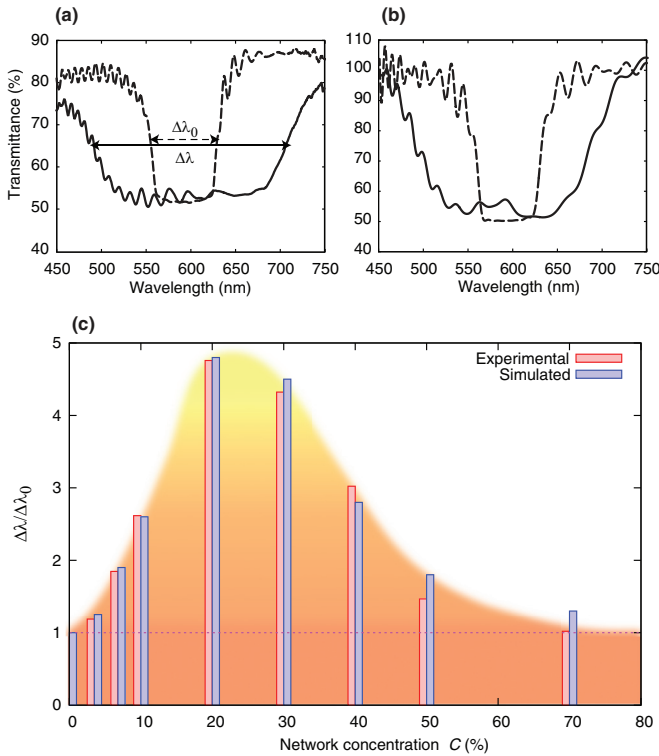 (a)
(b)
90
80
70
60
50
40
Transmittance (%)
Δλ₀
Δλ
450 500 550 600 650 700 750
Wavelength (nm)
110
100
90
80
70
60
50
40
450 500 550 600 650 700 750
Wavelength (nm)
(c)
5
4
3
2
1
0
Δλ/Δλ₀
Experimental
Simulated
0 10 20 30 40 50 60 70 80
Network concentration C (%)